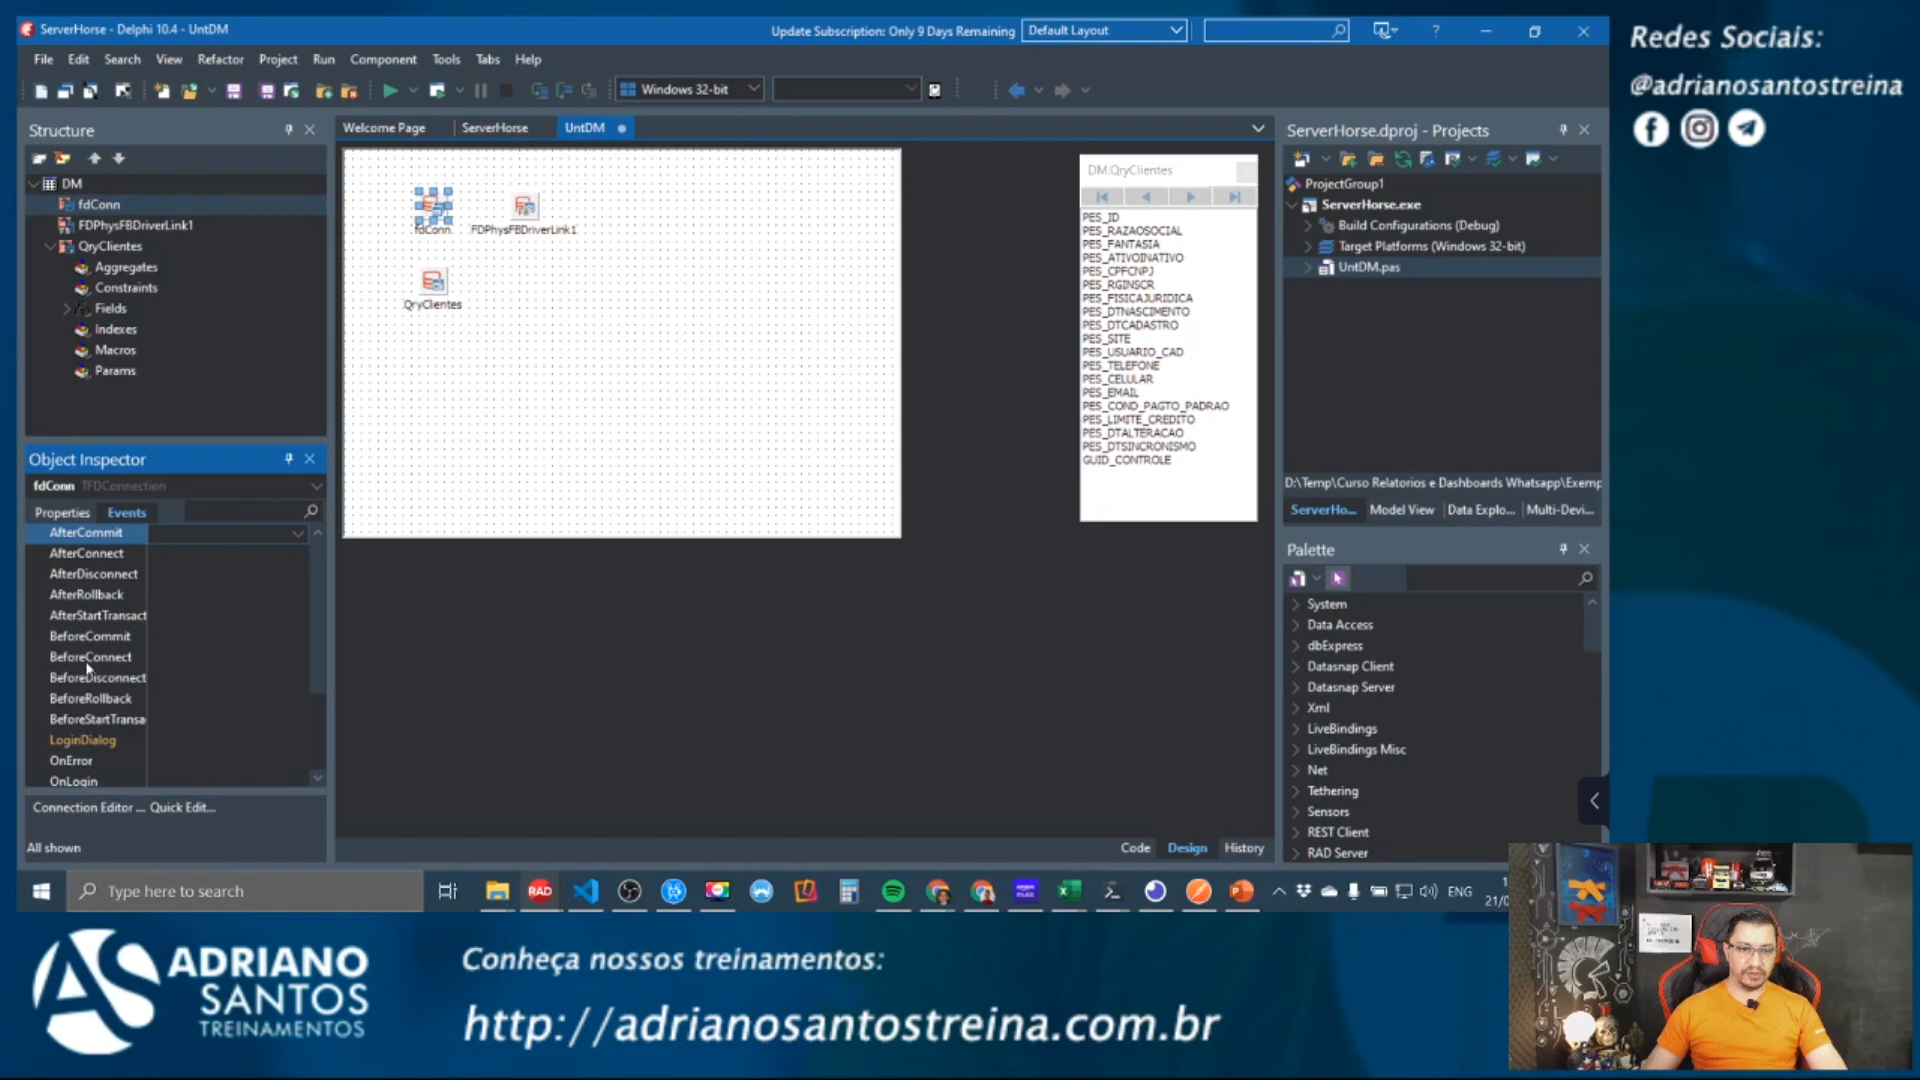 ServerHorse - Delphi 10.4 - UntDM
Update Subscription: Only 9 Days Remaining
Default Layout
File Edit Search View Refactor Project Run Component Tools Tabs Help
Windows 32-bit
Structure
DM
fdConn
FDPhysFBDriverLink1
QryClientes
Aggregates
Constraints
Fields
Indexes
Macros
Params
Object Inspector
fdConn TFDConnection
Properties Events
AfterCommit
AfterConnect
AfterDisconnect
AfterRollback
AfterStartTransact
BeforeCommit
BeforeConnect
BeforeDisconnect
BeforeRollback
BeforeStartTransa
LoginDialog
OnError
OnLogin
Connection Editor ... Quick Edit...
All shown
Welcome Page ServerHorse UntDM
fdConn
FDPhysFBDriverLink1
QryClientes
DM.QryClientes
PES_ID
PES_RAZAOSOCIAL
PES_FANTASIA
PES_ATIVOINATIVO
PES_CPFCNPJ
PES_RGINSCR
PES_FISICAJURIDICA
PES_DTNASCIMENTO
PES_DTCADASTRO
PES_SITE
PES_USUARIO_CAD
PES_TELEFONE
PES_CELULAR
PES_EMAIL
PES_COND_PAGTO_PADRAO
PES_LIMITE_CREDITO
PES_DTALTERACAO
PES_DTSINCRONISMO
GUID_CONTROLE
Code Design History
ServerHorse.dproj - Projects
ProjectGroup1
ServerHorse.exe
Build Configurations (Debug)
Target Platforms (Windows 32-bit)
UntDM.pas
D:\Temp\Curso Relatorios e Dashboards Whatsapp\Exemp
ServerHo... Model View Data Explo... Multi-Devi...
Palette
System
Data Access
dbExpress
Datasnap Client
Datasnap Server
Xml
LiveBindings
LiveBindings Misc
Net
Tethering
Sensors
REST Client
RAD Server
Type here to search
RAD
ENG
Redes Sociais:
@adrianosantostreina
ADRIANO
SANTOS
TREINAMENTOS
Conheça nossos treinamentos:
http://adrianosantostreina.com.br